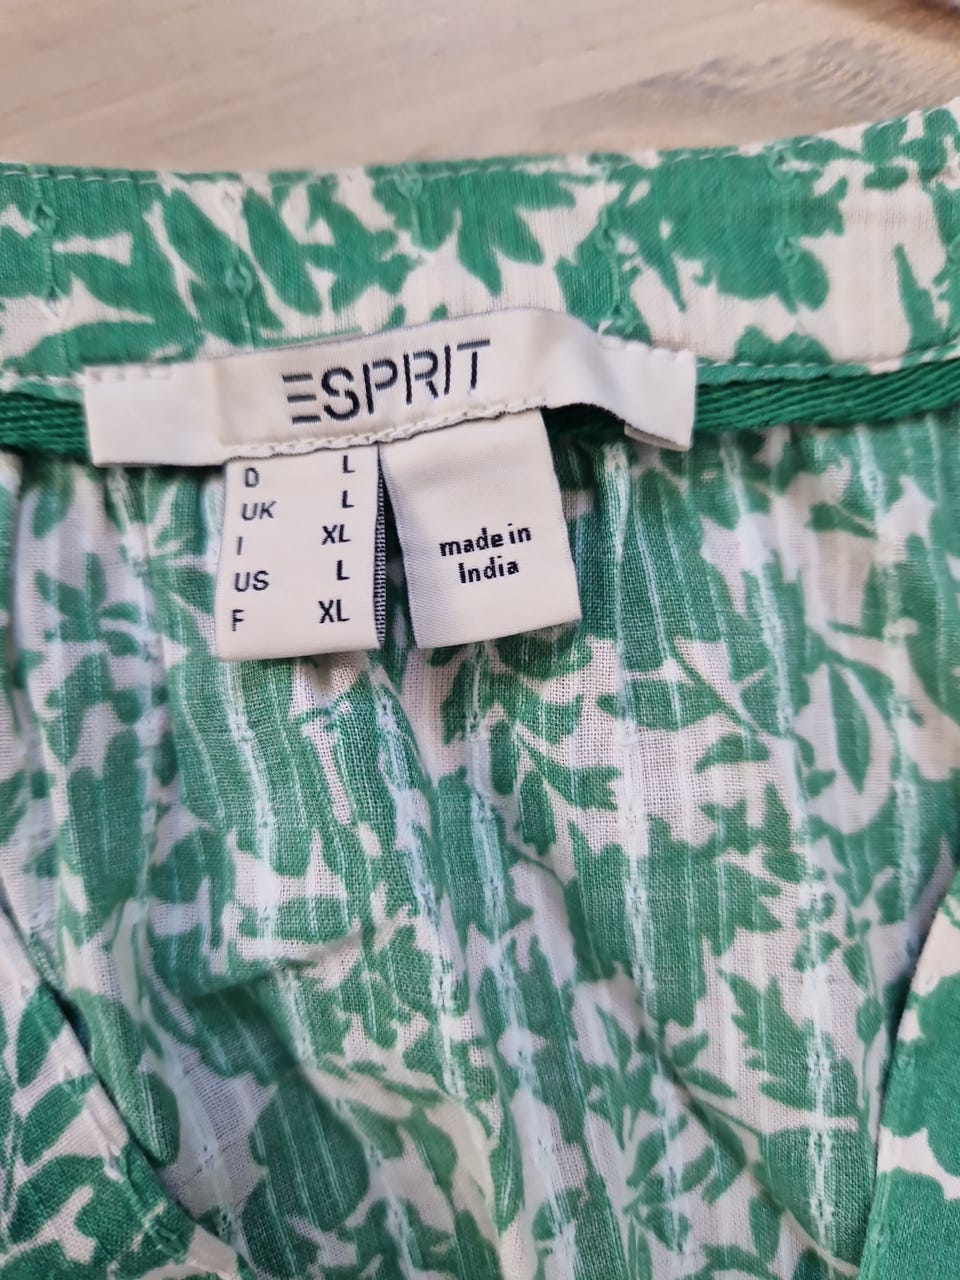 ESPRIT
D L
UK L
I XL
US L
F XL
made in
India